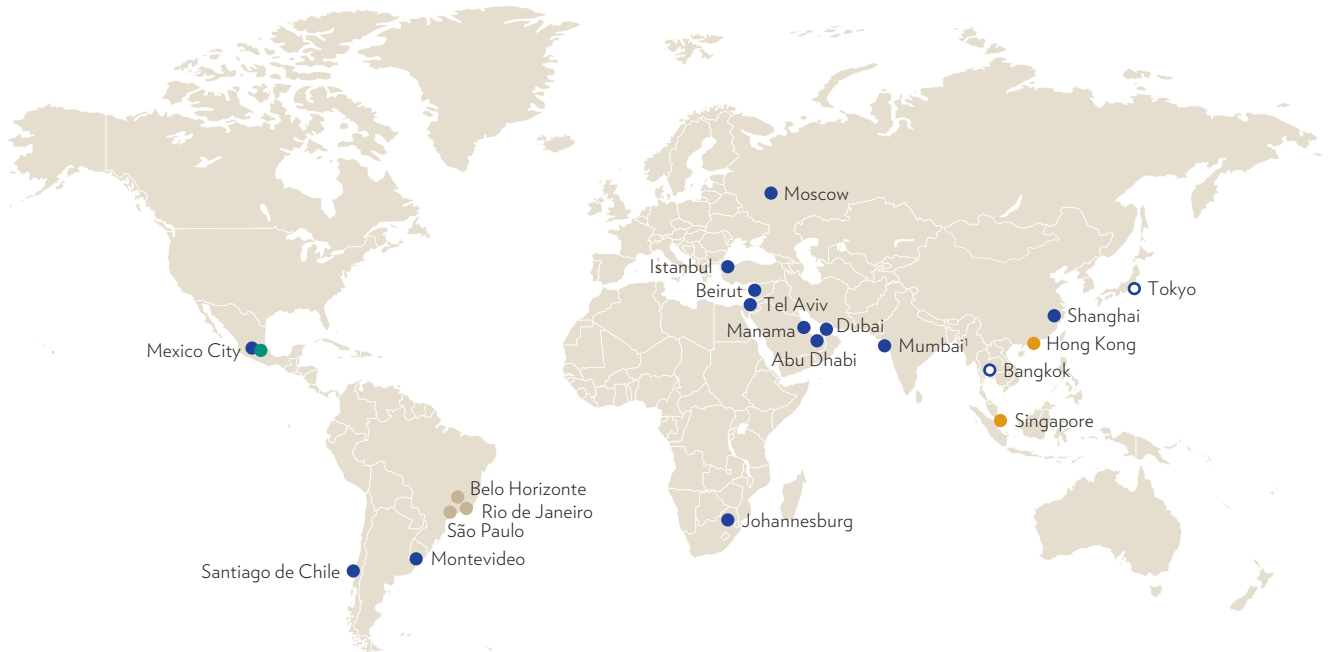 Moscow
Istanbul
Beirut
Tokyo
Tel Aviv
Shanghai
Manama
Dubai
Hong Kong
Mumbai¹
Mexico City
Abu Dhabi
Bangkok
Singapore
Belo Horizonte
Rio de Janeiro
Johannesburg
São Paulo
Montevideo
Santiago de Chile